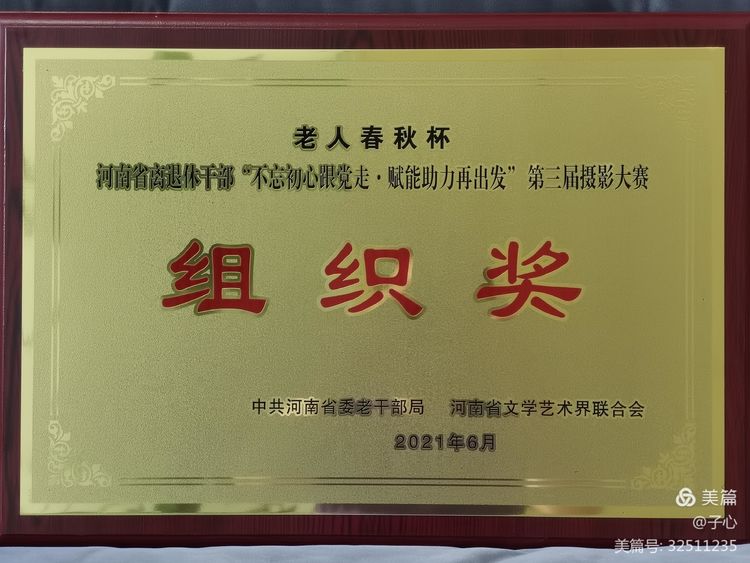 老人春秋杯
河南省离退休干部“不忘初心跟党走·赋能助力再出发”第三届摄影大赛
组织奖
中共河南省委老干部局 河南省文学艺术界联合会
2021年6月
美篇
@子心
美篇号: 32511235